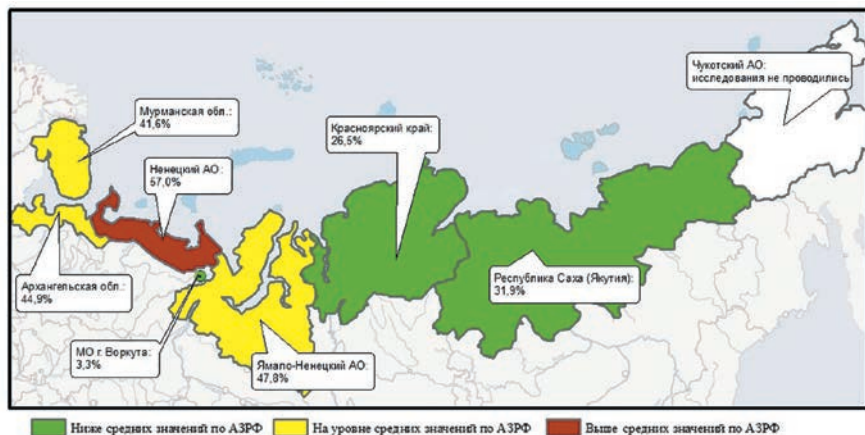 Чукотский АО:
исследования не проводились
Мурманская обл.:
41,6%
Красноярский край:
26,5%
Ненецкий АО:
57,0%
Архангельская обл.:
44,9%
Республика Саха (Якутия):
31,9%
МО г. Воркута:
3,3%
Ямало-Ненецкий АО:
47,8%
Ниже средних значений по АЗРФ
На уровне средних значений по АЗРФ
Выше средних значений по АЗРФ